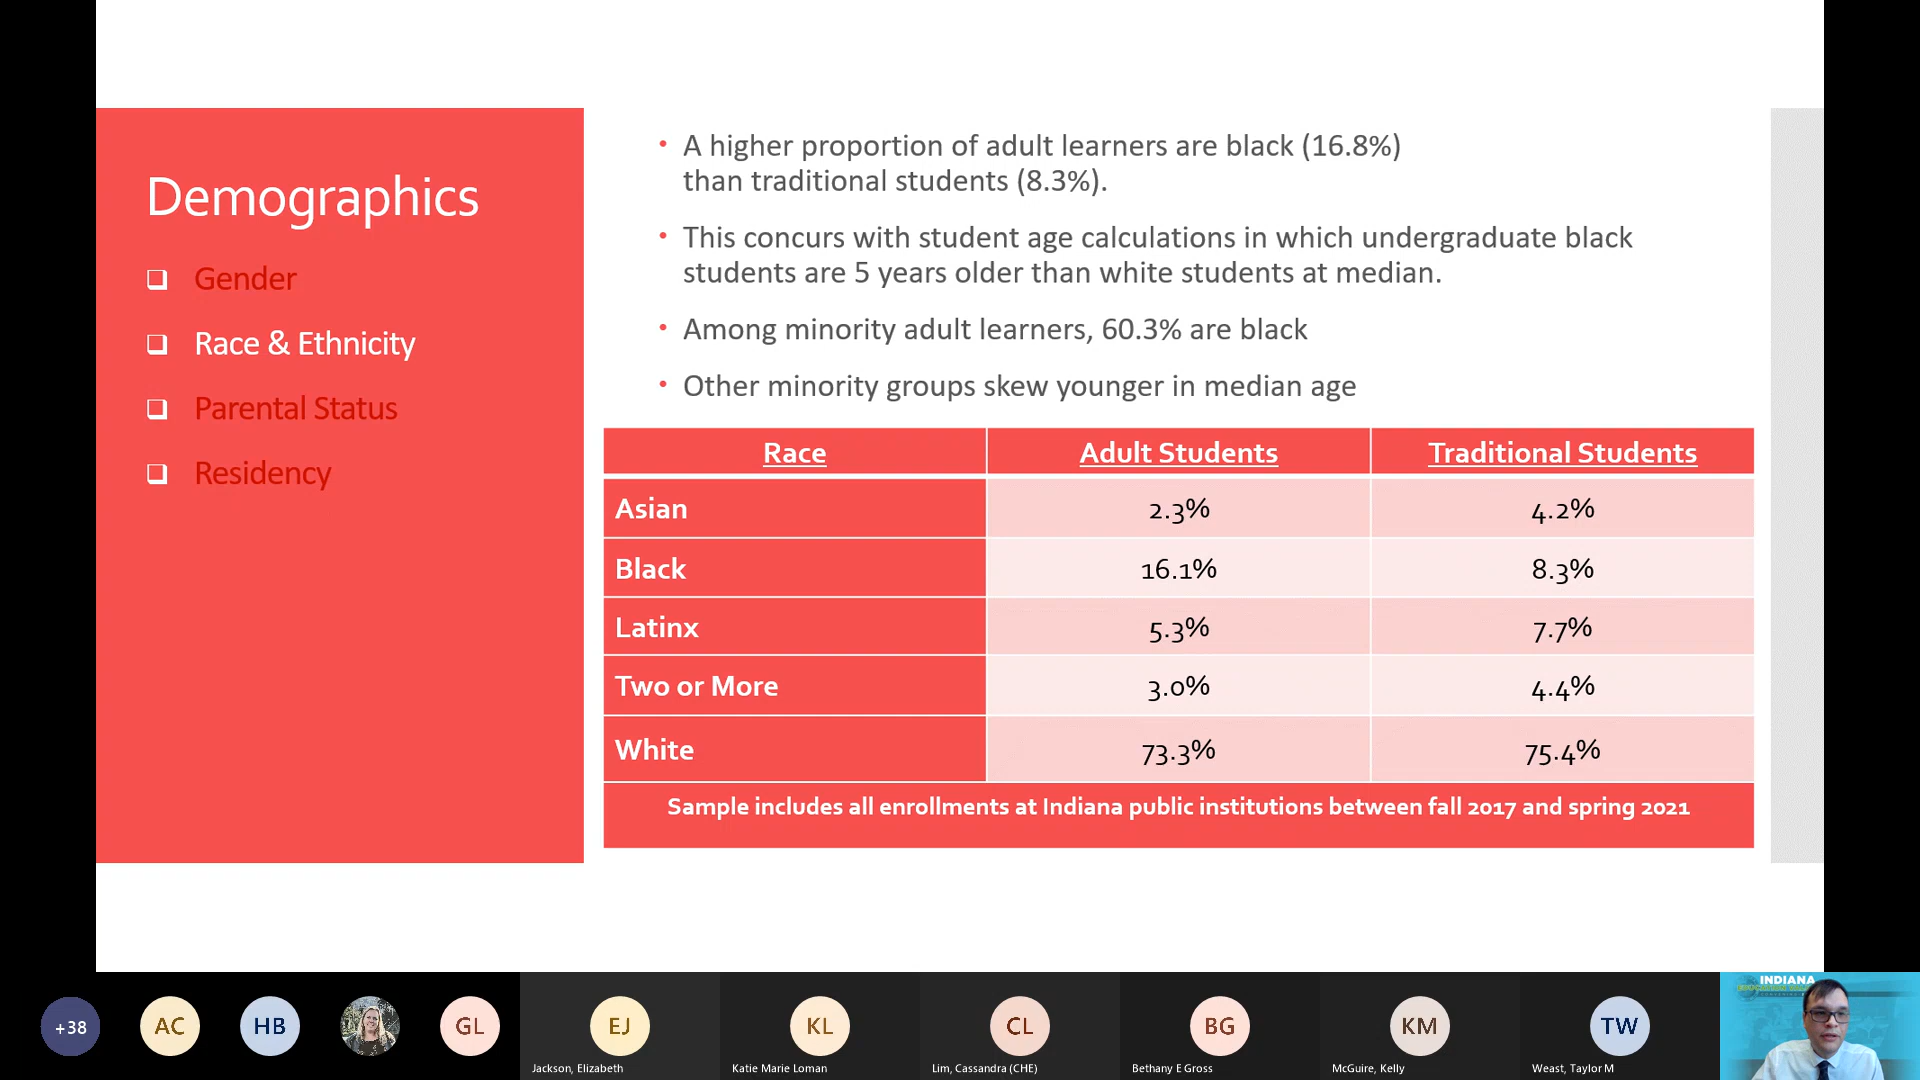 Demographics
Gender
Race & Ethnicity
Parental Status
Residency
A higher proportion of adult learners are black (16.8%)
than traditional students (8.3%).
This concurs with student age calculations in which undergraduate black
students are 5 years older than white students at median.
Among minority adult learners, 60.3% are black
Other minority groups skew younger in median age
Race Adult Students Traditional Students
Asian 2.3% 4.2%
Black 16.1% 8.3%
Latinx 5.3% 7.7%
Two or More 3.0% 4.4%
White 73.3% 75.4%
Sample includes all enrollments at Indiana public institutions between fall 2017 and spring 2021
+38 AC HB GL EJ KL CL BG KM TW
Jackson, Elizabeth Katie Marie Loman Lim, Cassandra (CHE) Bethany E Gross McGuire, Kelly Weast, Taylor M
INDIANA